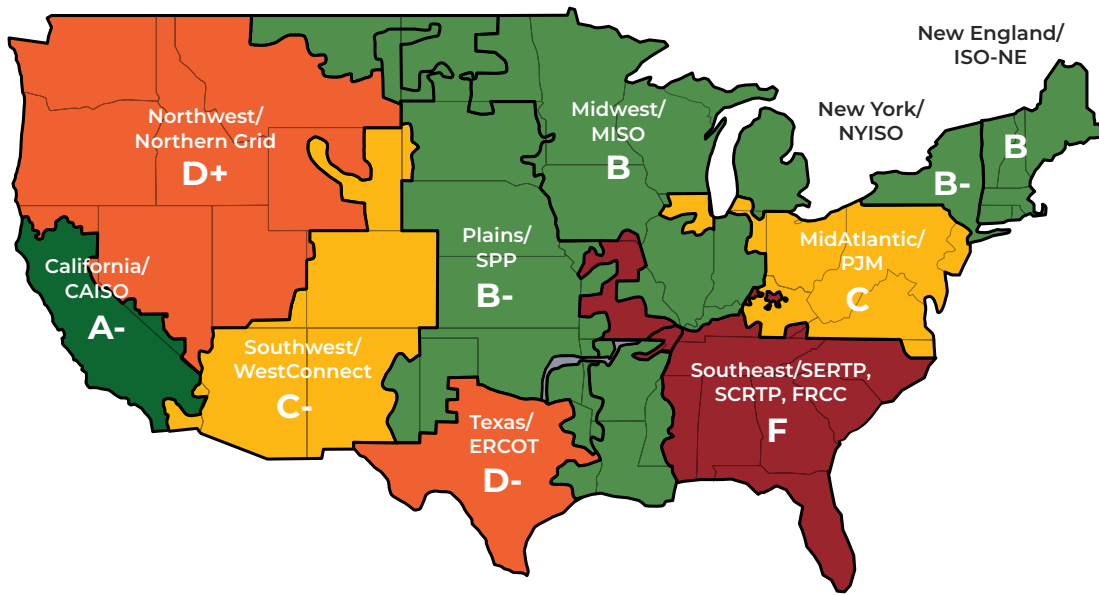 New England/
ISO-NE
B
New York/
NYISO
B-
Northwest/
Northern Grid
D+
Midwest/
MISO
B
California/
CAISO
A-
Plains/
SPP
B-
MidAtlantic/
PJM
C
Southwest/
WestConnect
C-
Southeast/SERTP,
SCRTP, FRCC
F
Texas/
ERCOT
D-